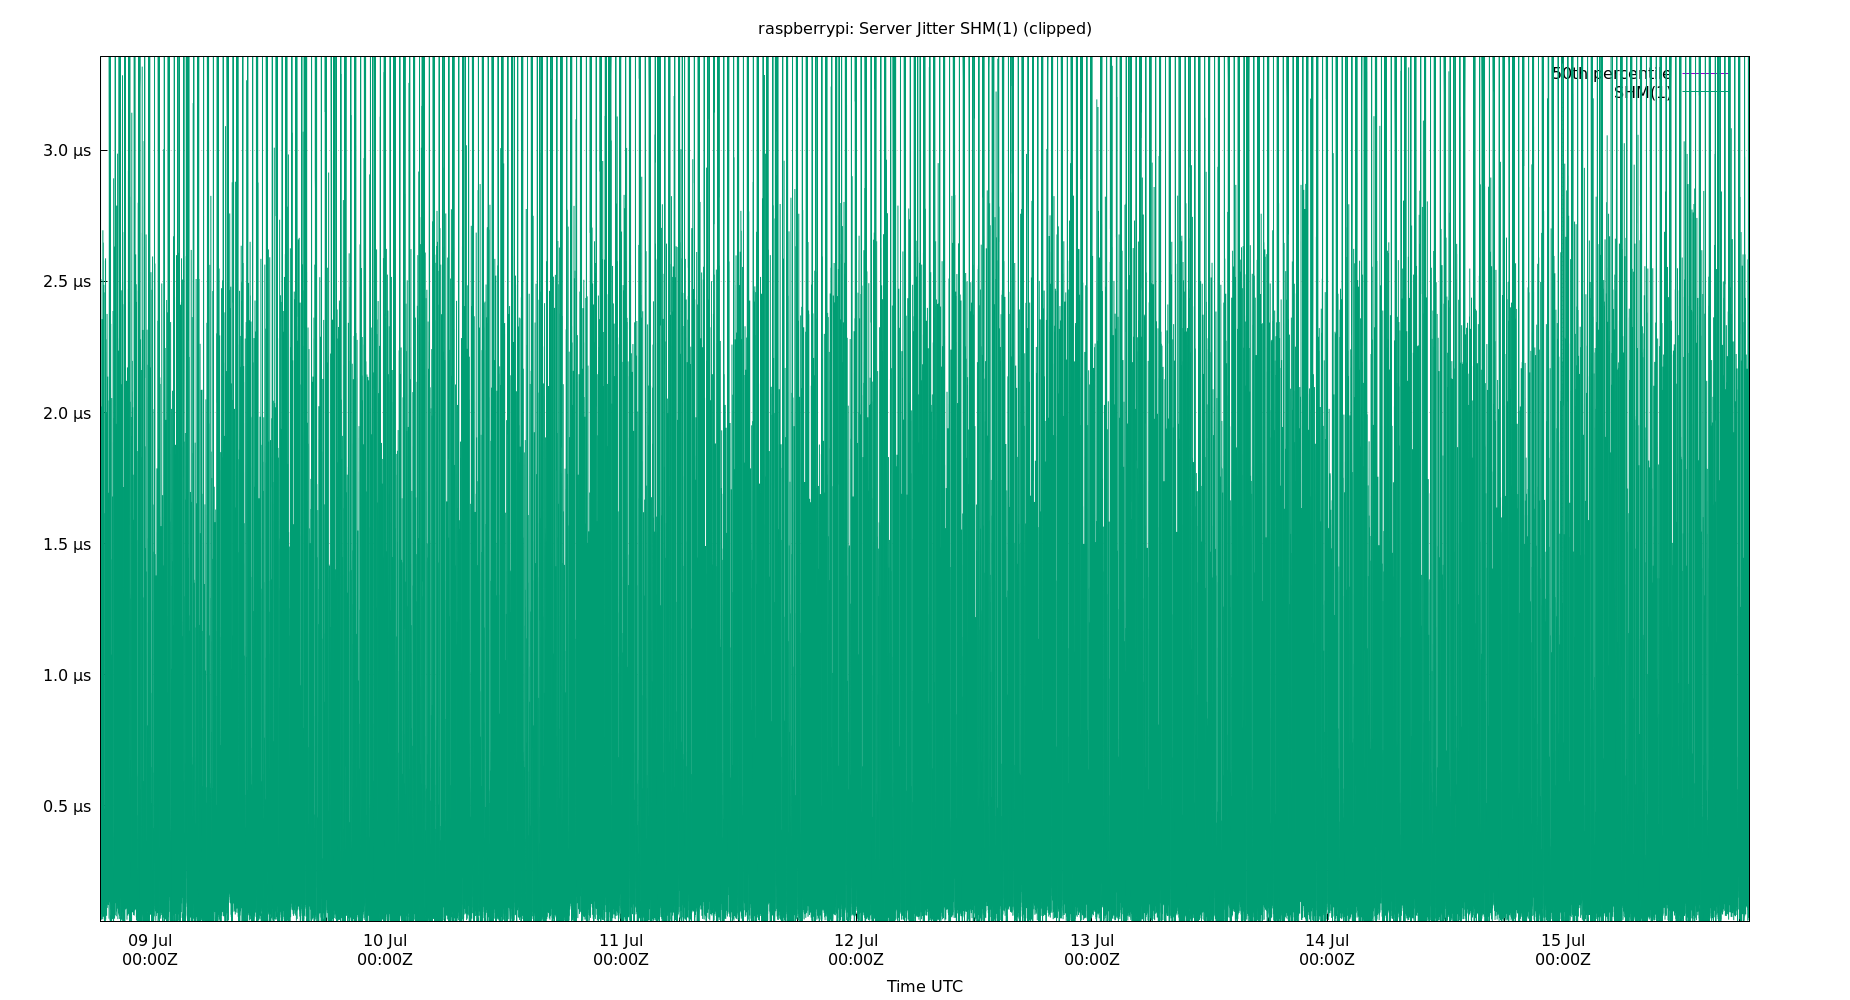 raspberrypi: Server Jitter SHM(1) (clipped)
50th percentile
SHM(1)
3.0 µs
2.5 µs
2.0 µs
1.5 µs
1.0 µs
0.5 µs
09 Jul 10 Jul 11 Jul 12 Jul 13 Jul 14 Jul 15 Jul
00:00Z 00:00Z 00:00Z 00:00Z 00:00Z 00:00Z 00:00Z
Time UTC